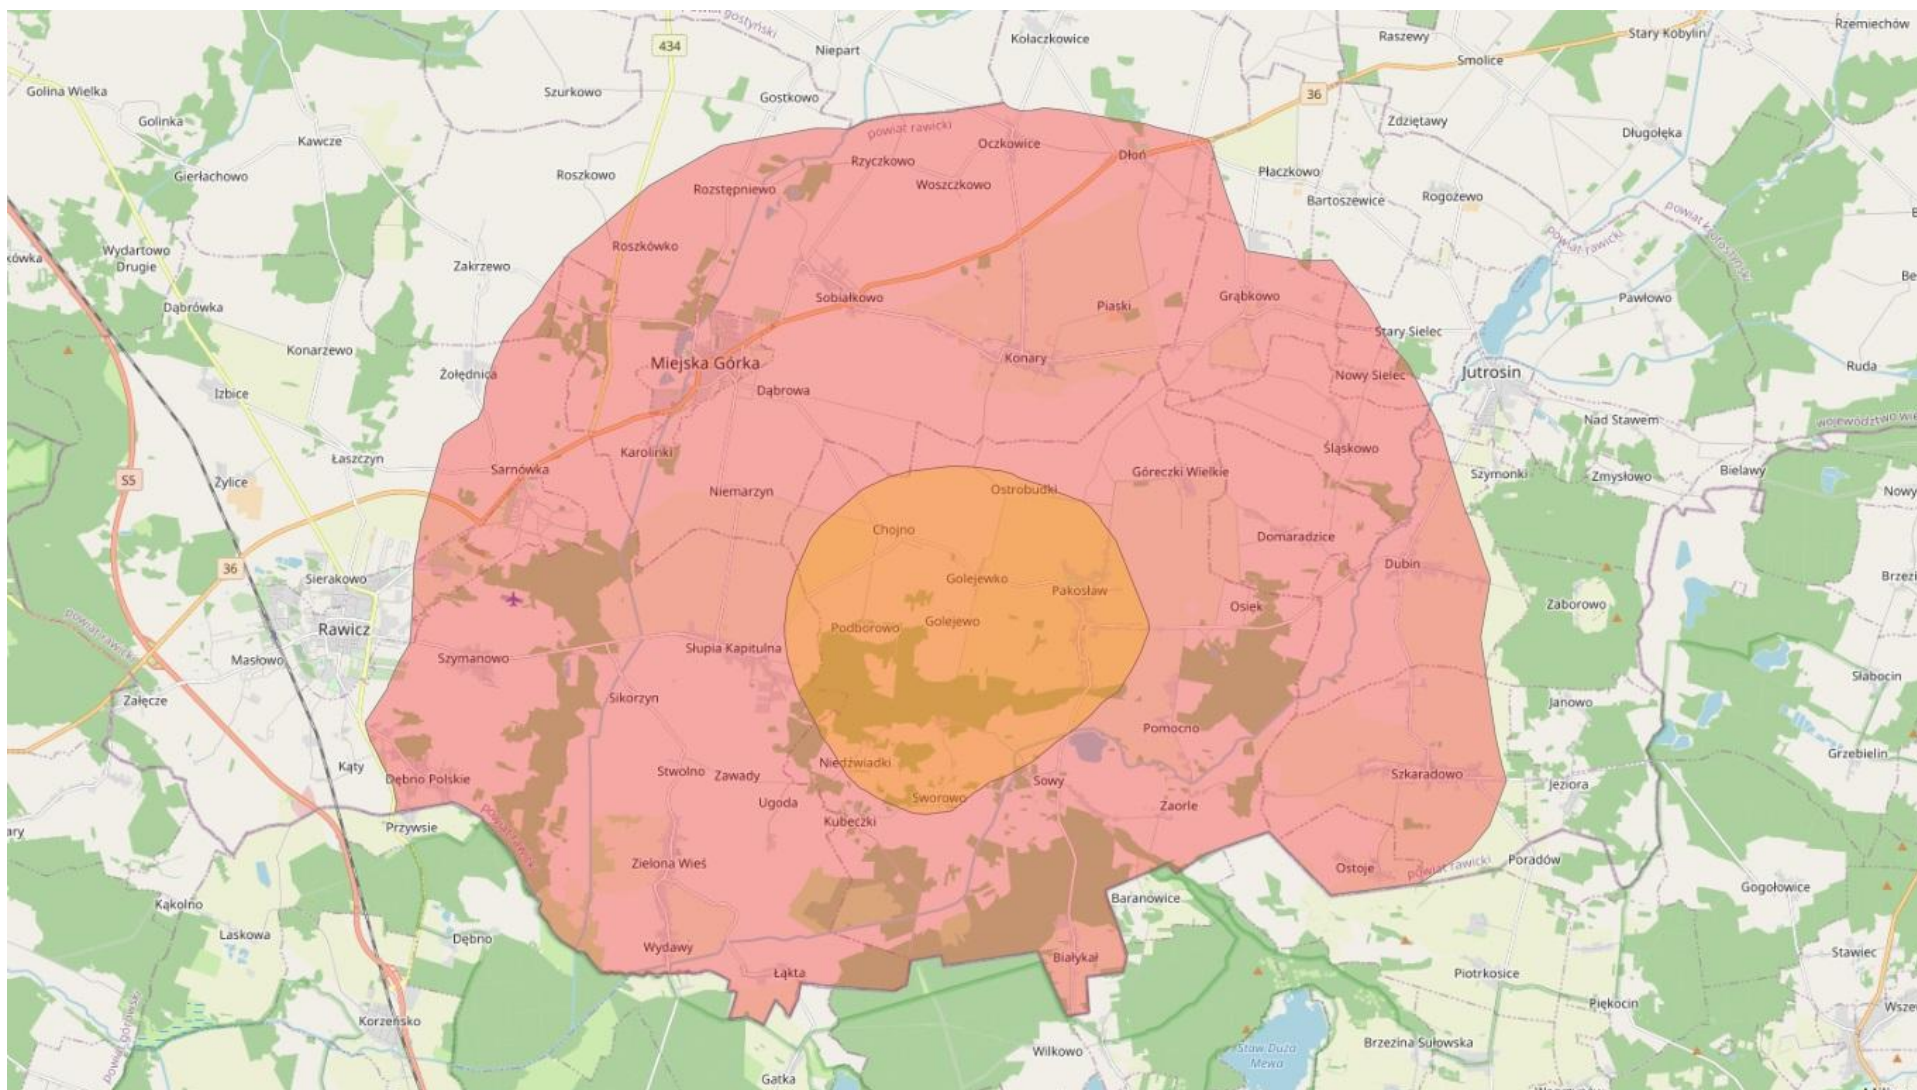 powiat gostyński
Kołaczkowice
Rzemiechów
434
Niepart
Raszewy
Stary Kobylin
Smolice
Golina Wielka
Szurkowo
Gostkowo
36
Golinka
Zdziętawy
Długołęka
Kawcze
powiat rawicki
Oczkowice
Dłoń
Gierłachowo
Roszkowo
Rozstępniewo
Rzyczkowo
Woszczkowo
Płaczkowo
Bartoszewice
Rogożewo
powiat krotoszyński
powiat rawicki
Wydartowo
Drugie
Roszkówko
Zakrzewo
Sobiałkowo
Piaski
Grąbkowo
Pawłowo
Dąbrówka
Stary Sielec
Konarzewo
Miejska Górka
Konary
Żołędnica
Dąbrowa
Nowy Sielec
Jutrosin
Ruda
Izbice
Nad Stawem
Łaszczyn
Karolinki
Śląskowo
Sarnówka
Góreczki Wielkie
Szymonki
Zmysłowo
Bielawy
S5
Żylice
Niemarzyn
Ostrobudki
Chojno
Domaradzice
36
Sierakowo
Golejewko
Pakosław
Dubin
Zaborowo
powiat rawicki
Rawicz
Podborowo
Golejewo
Osiek
Masłowo
Szymanowo
Słupia Kapitulna
Załęcze
Sikorzyn
Janowo
Słabocin
Pomocno
Kąty
Dębno Polskie
Stwolno
Zawady
Niedźwiadki
Sowy
Szkaradowo
Grzebielin
Ugoda
Sworowo
Zaorle
Jeziora
Przywsie
Kubeczki
Zielona Wieś
Ostoje
powiat rawicki
Poradów
Kąkolno
Baranowice
Gogołowice
Laskowa
Dębno
Wydawy
Łąkta
Białykał
Stawiec
Piotrkosice
powiat górowski
Korzeńsko
Piękocin
Wilkowo
Staw Duża
Mewa
Brzezina Sułowska
Gatka